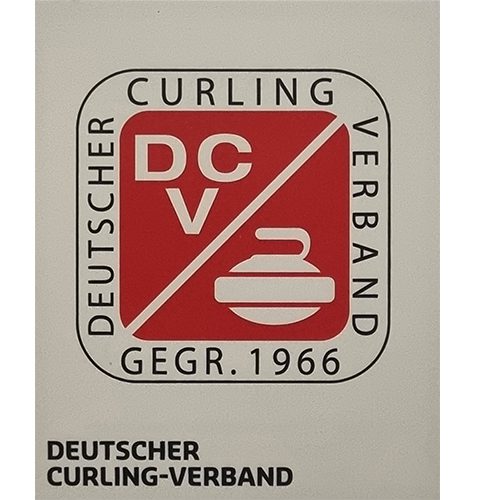 DEUTSCHER
CURLING
VERBAND
DC
V
GEGR. 1966
DEUTSCHER
CURLING-VERBAND